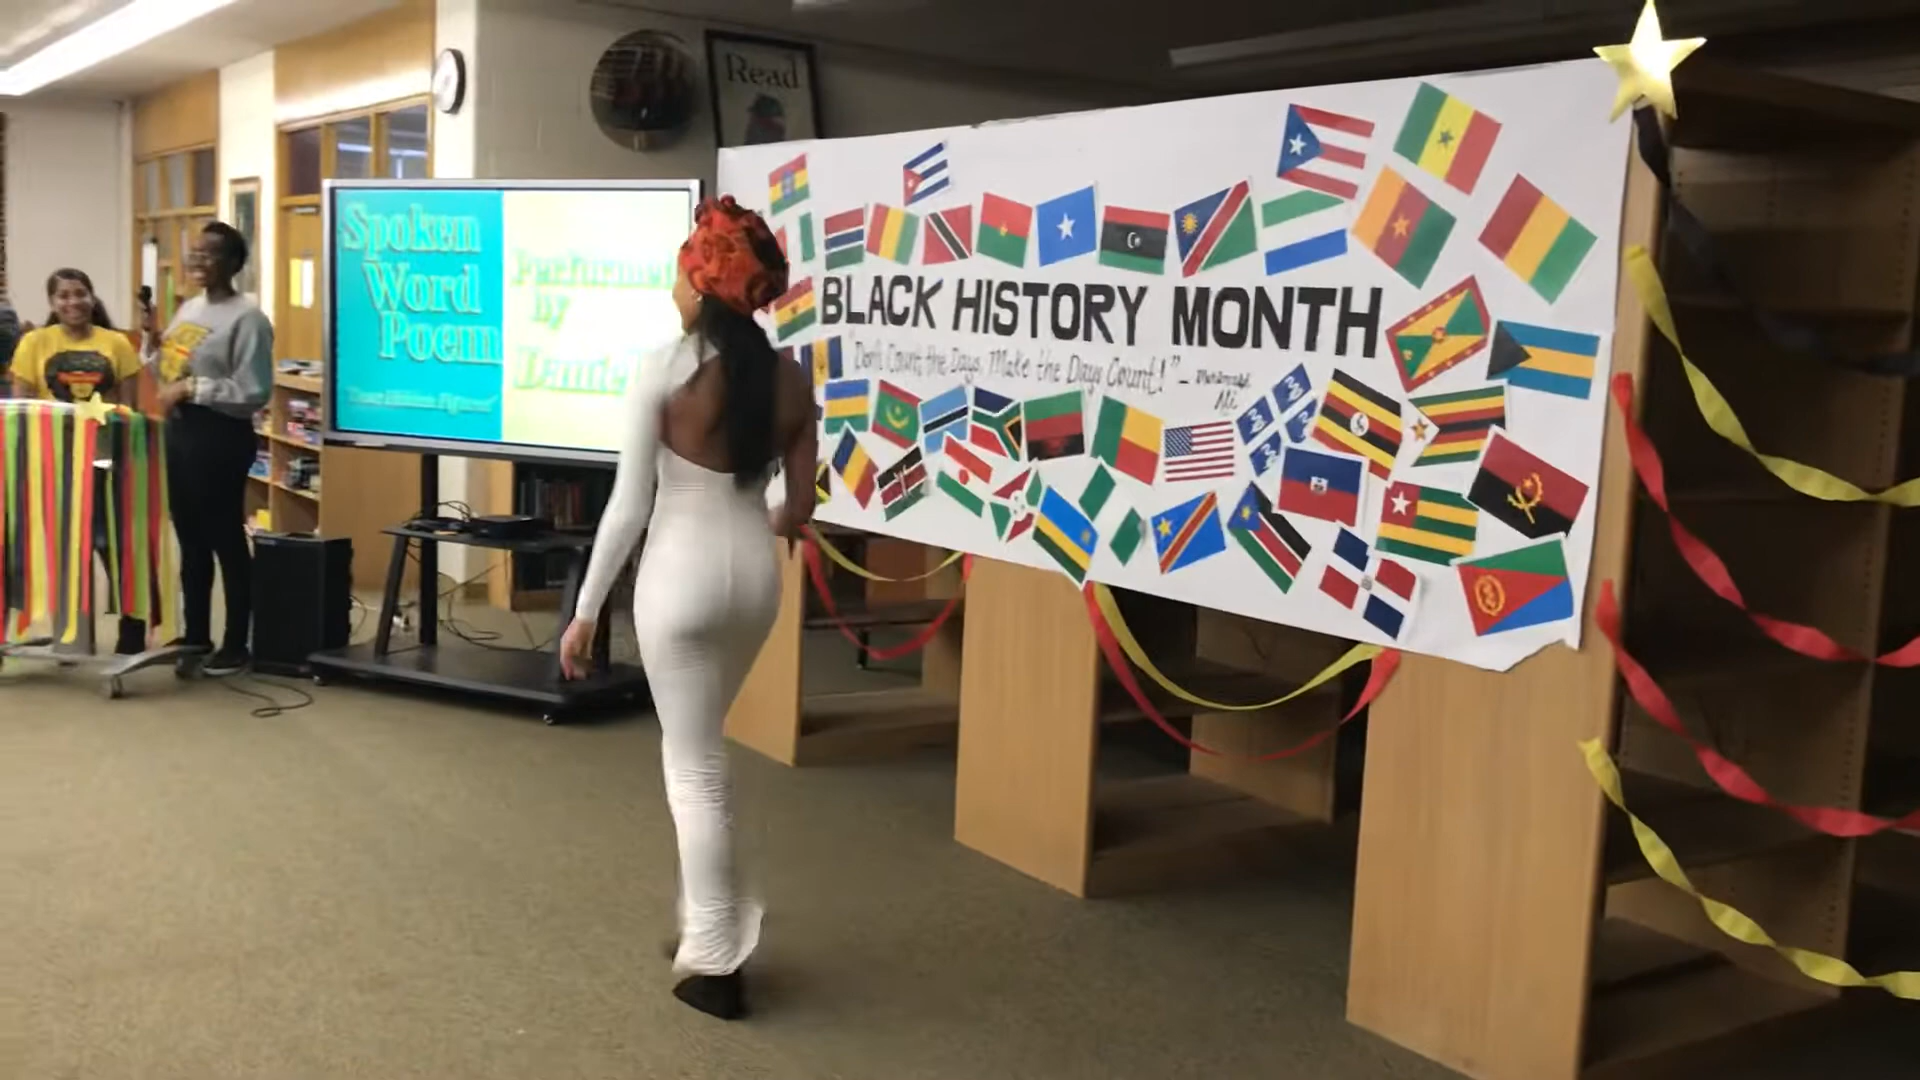 Read
Spoken
Word
Poem
Performed
by
BLACK HISTORY MONTH
"Don't Count the Days, Make the Days Count!" -
Ali